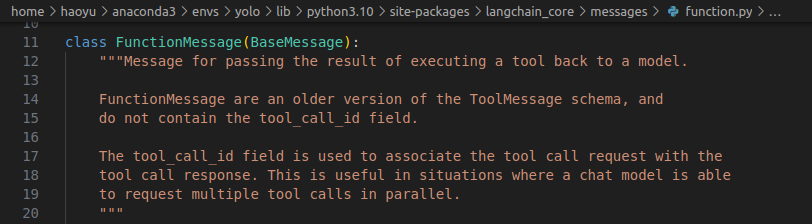 home > haoyu > anaconda3 > envs > yolo > lib > python3.10 > site-packages > langchain_core > messages > function.py > ...
10
11 class FunctionMessage(BaseMessage):
12     """Message for passing the result of executing a tool back to a model.
13
14     FunctionMessage are an older version of the ToolMessage schema, and
15     do not contain the tool_call_id field.
16
17     The tool_call_id field is used to associate the tool call request with the
18     tool call response. This is useful in situations where a chat model is able
19     to request multiple tool calls in parallel.
20     """